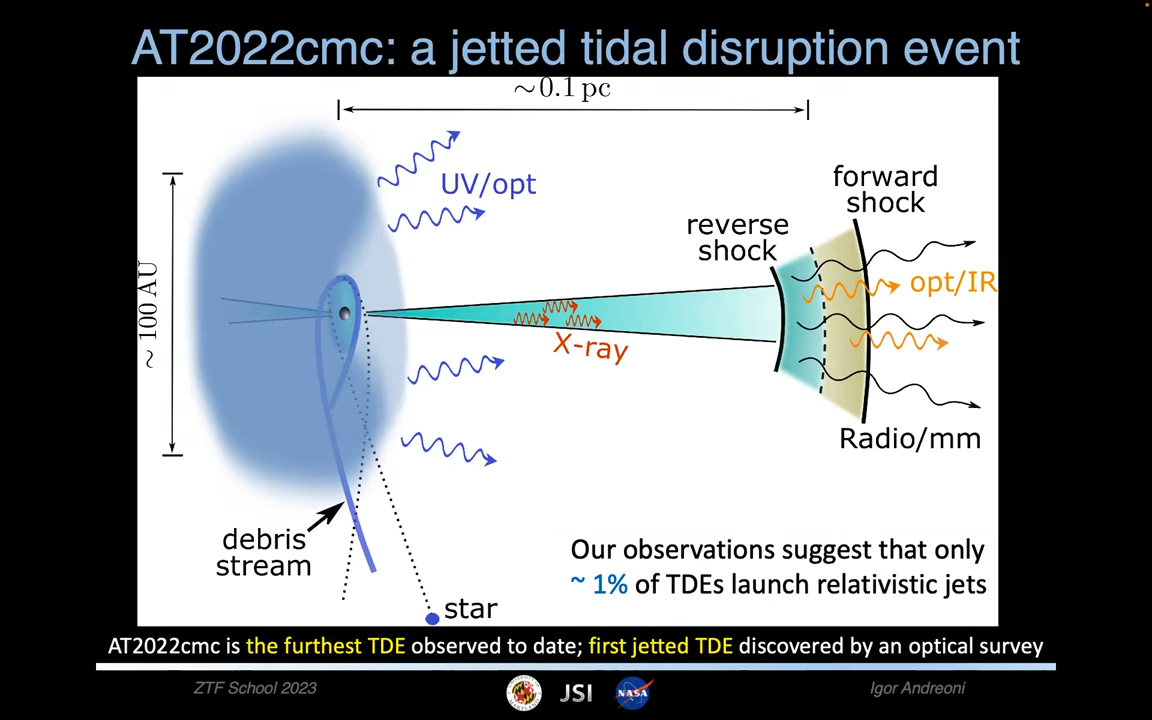 AT2022cmc: a jetted tidal disruption event
~0.1 pc
UV/opt
forward
shock
reverse
shock
~ 100 AU
opt/IR
X-ray
Radio/mm
debris
stream
Our observations suggest that only
~ 1% of TDEs launch relativistic jets
star
AT2022cmc is the furthest TDE observed to date; first jetted TDE discovered by an optical survey
ZTF School 2023
JSI
NASA
Igor Andreoni